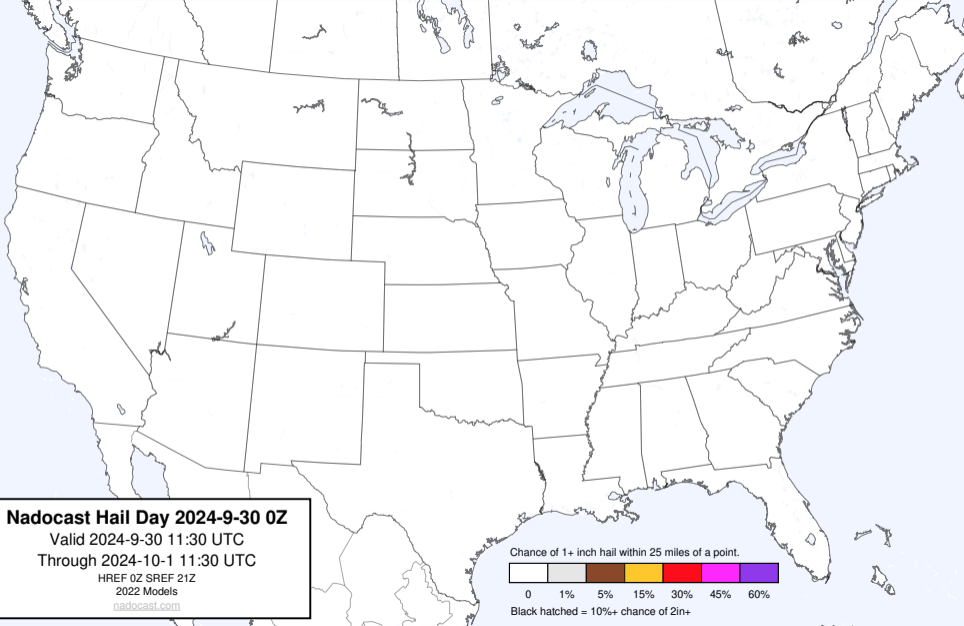 Nadocast Hail Day 2024-9-30 0Z
Valid 2024-9-30 11:30 UTC
Through 2024-10-1 11:30 UTC
HREF 0Z SREF 21Z
2022 Models
nadocast.com
Chance of 1+ inch hail within 25 miles of a point.
0 1% 5% 15% 30% 45% 60%
Black hatched = 10%+ chance of 2in+